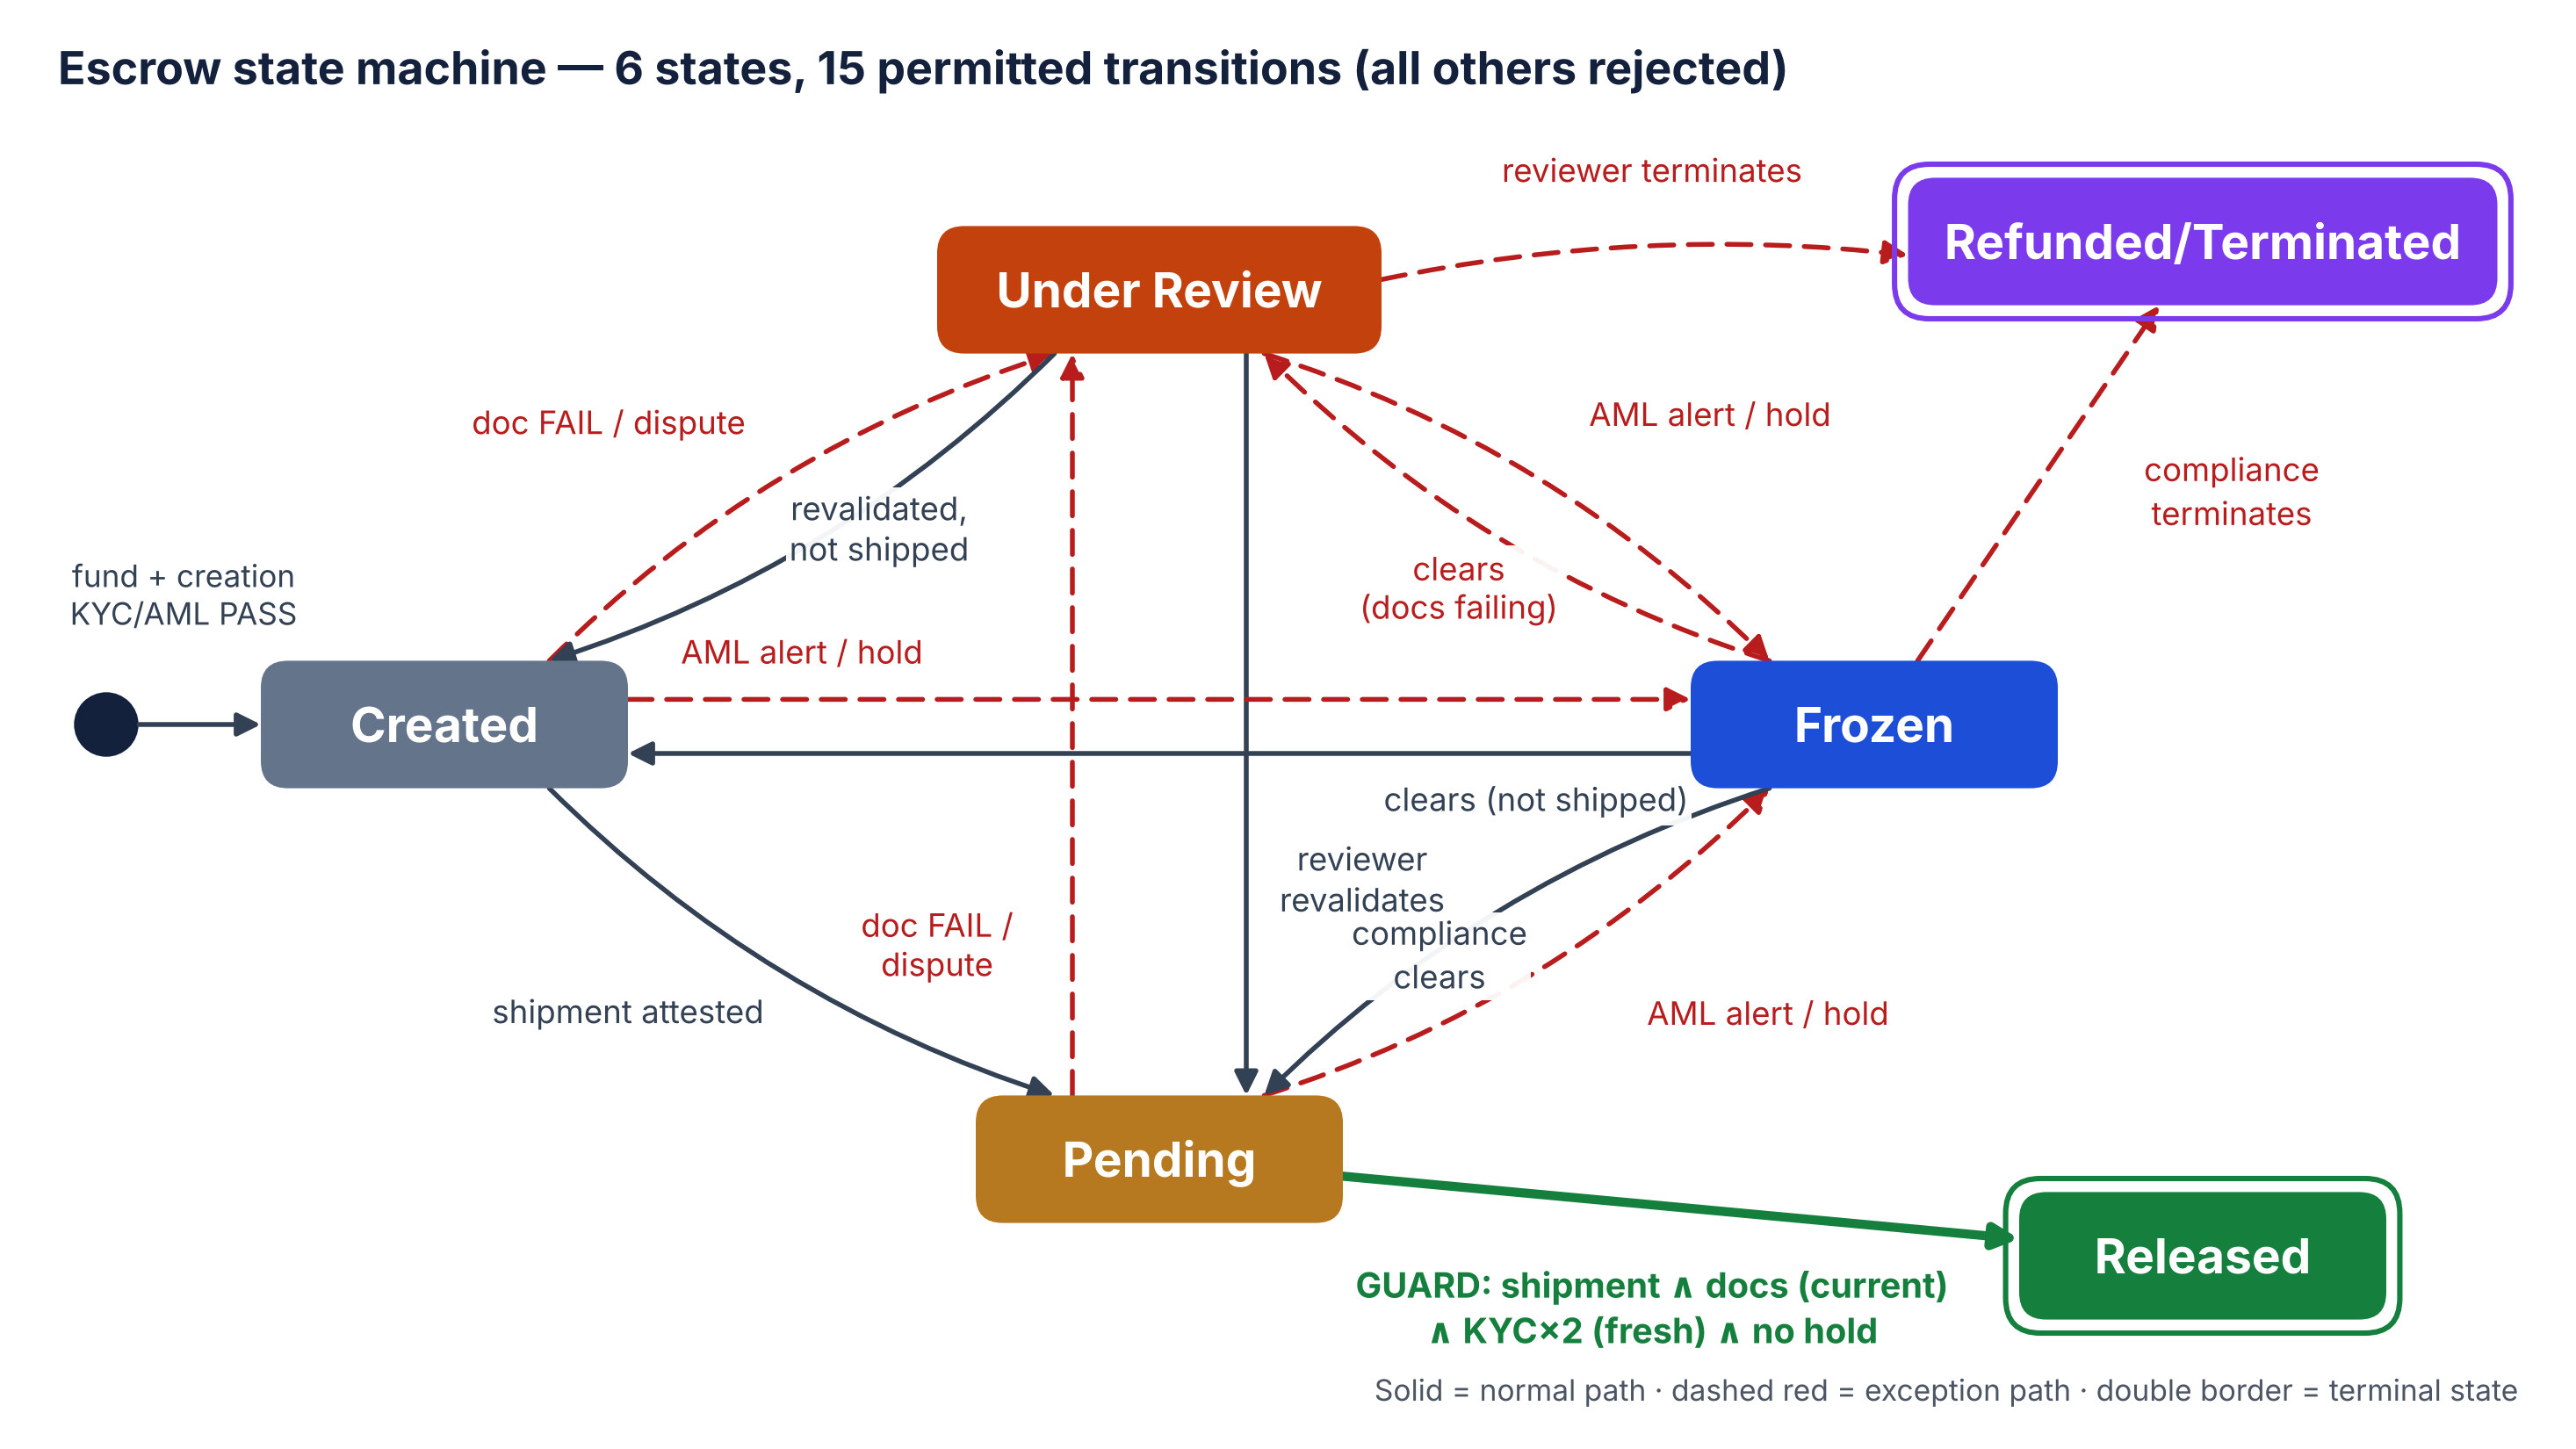 Escrow state machine — 6 states, 15 permitted transitions (all others rejected)
reviewer terminates
Refunded/Terminated
Under Review
doc FAIL / dispute
AML alert / hold
compliance
terminates
revalidated,
not shipped
clears
(docs failing)
fund + creation
KYC/AML PASS
AML alert / hold
Created
Frozen
clears (not shipped)
reviewer
revalidates
compliance
clears
doc FAIL /
dispute
shipment attested
AML alert / hold
Pending
Released
GUARD: shipment ∧ docs (current)
∧ KYC×2 (fresh) ∧ no hold
Solid = normal path · dashed red = exception path · double border = terminal state